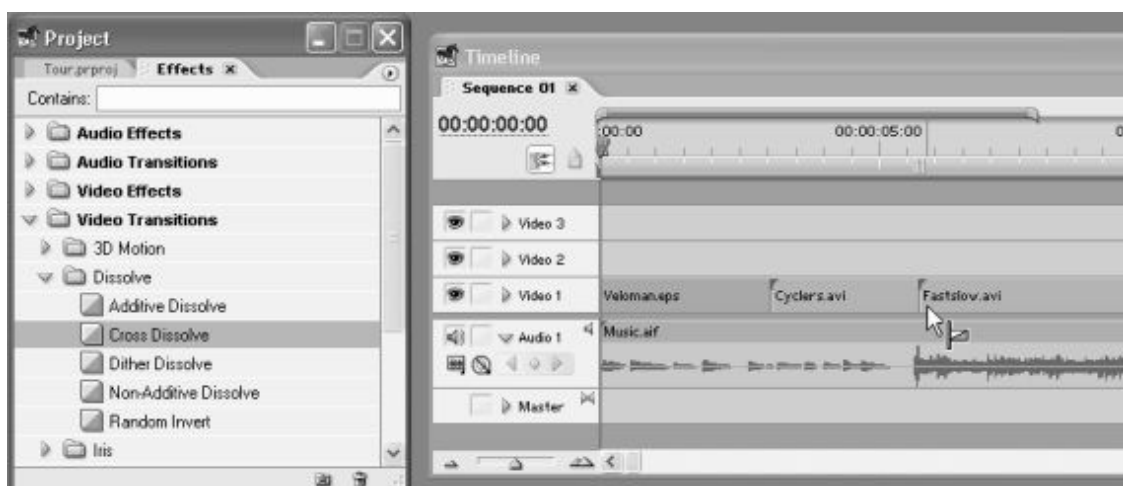 Project
Tour.prproj Effects
Contains:
Audio Effects
Audio Transitions
Video Effects
Video Transitions
3D Motion
Dissolve
Additive Dissolve
Cross Dissolve
Dither Dissolve
Non-Additive Dissolve
Random Invert
Iris
Timeline
Sequence 01
00:00:00:00
:00:00 00:00:05:00 0
Video 3
Video 2
Video 1 Veloman.eps Cyclers.avi Fastslow.avi
Audio 1 Music.aif
Master